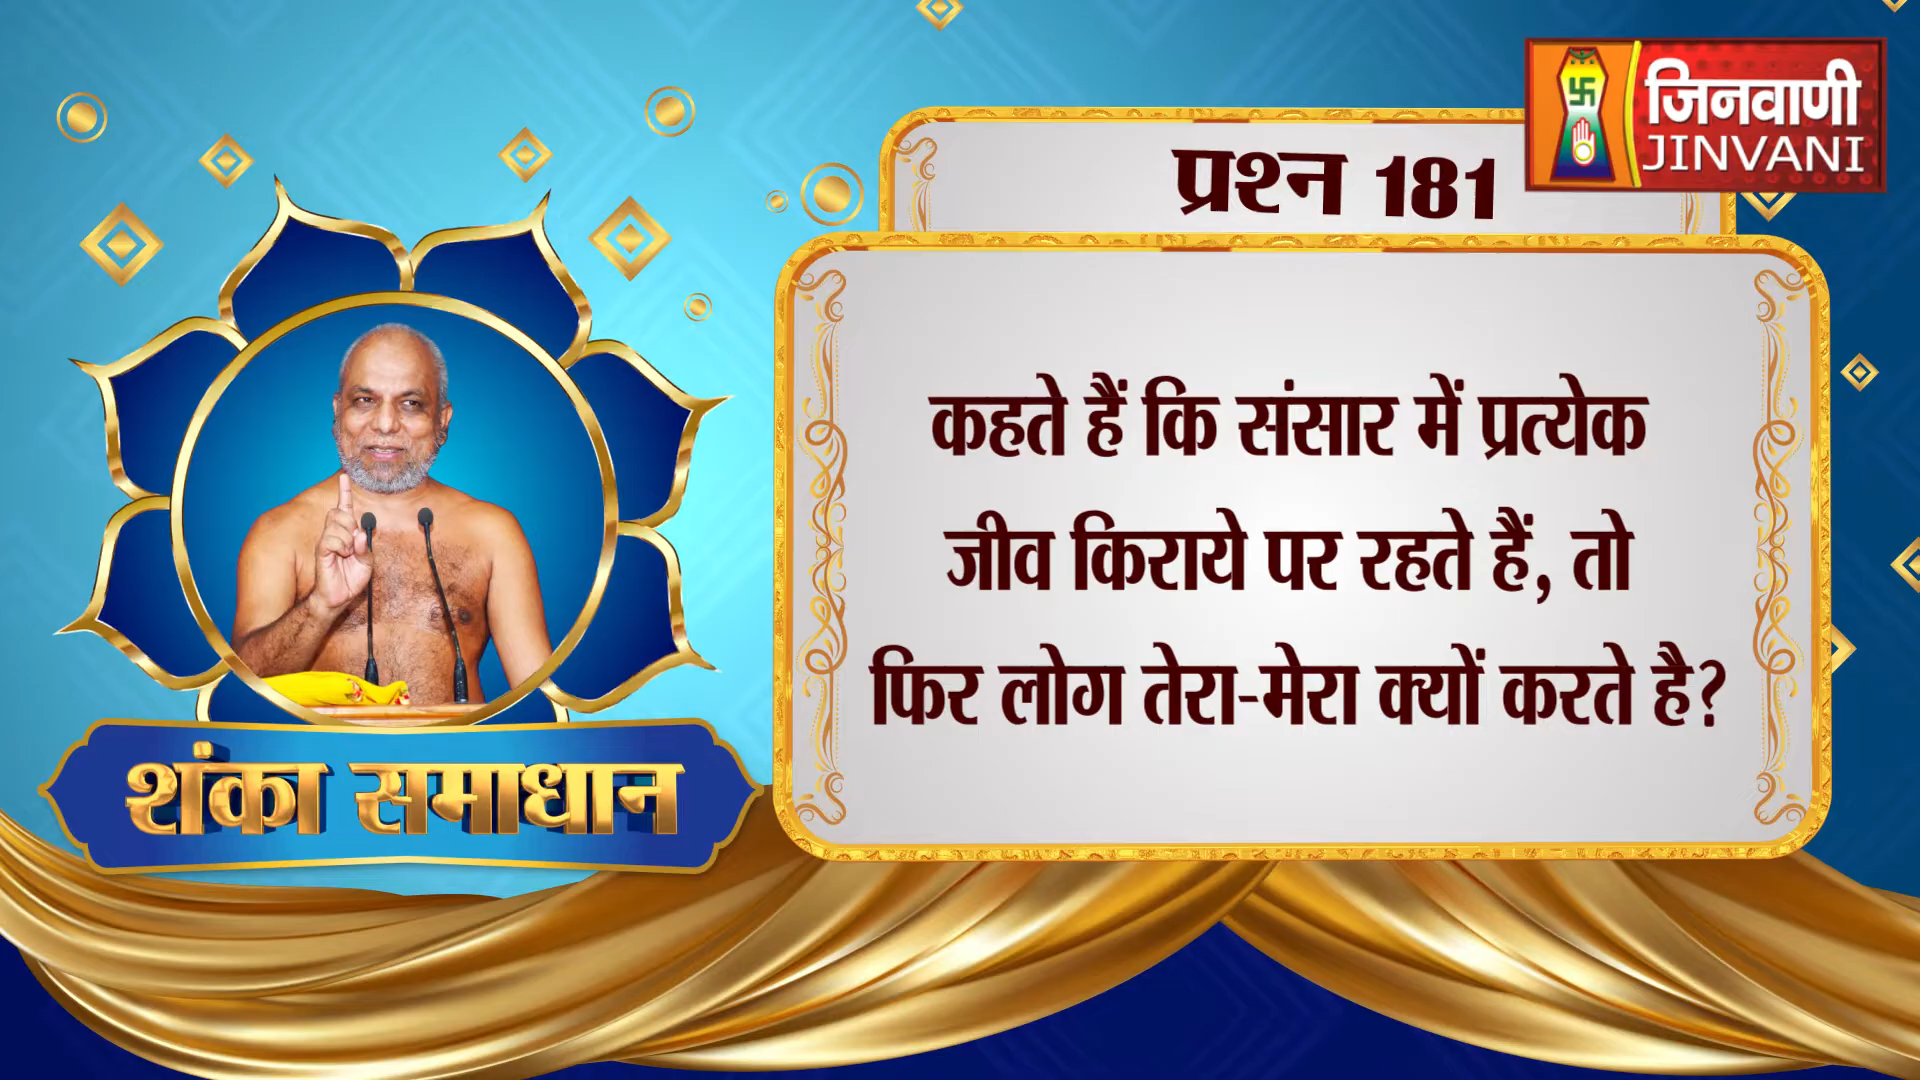 जिनवाणी
JINVANI
प्रश्न 181
कहते हैं कि संसार में प्रत्येक
जीव किराये पर रहते हैं, तो
फिर लोग तेरा-मेरा क्यों करते है?
शंका समाधान